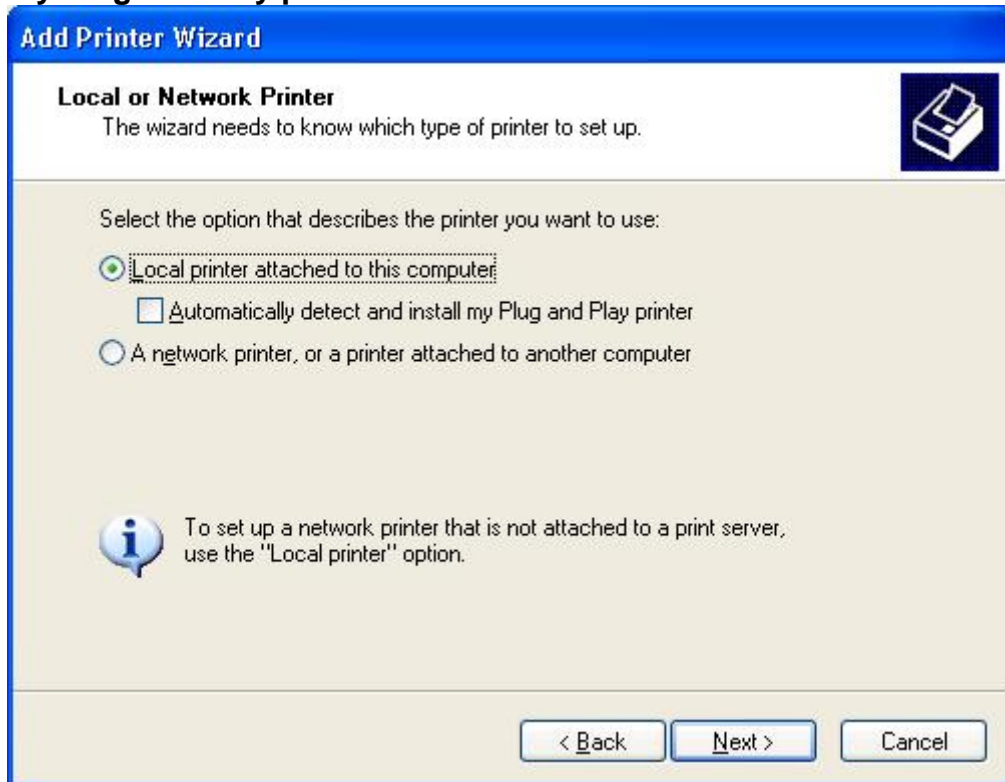 Add Printer Wizard
Local or Network Printer
The wizard needs to know which type of printer to set up.
Select the option that describes the printer you want to use:
Local printer attached to this computer
Automatically detect and install my Plug and Play printer
A network printer, or a printer attached to another computer
To set up a network printer that is not attached to a print server,
use the "Local printer" option.
< Back
Next >
Cancel